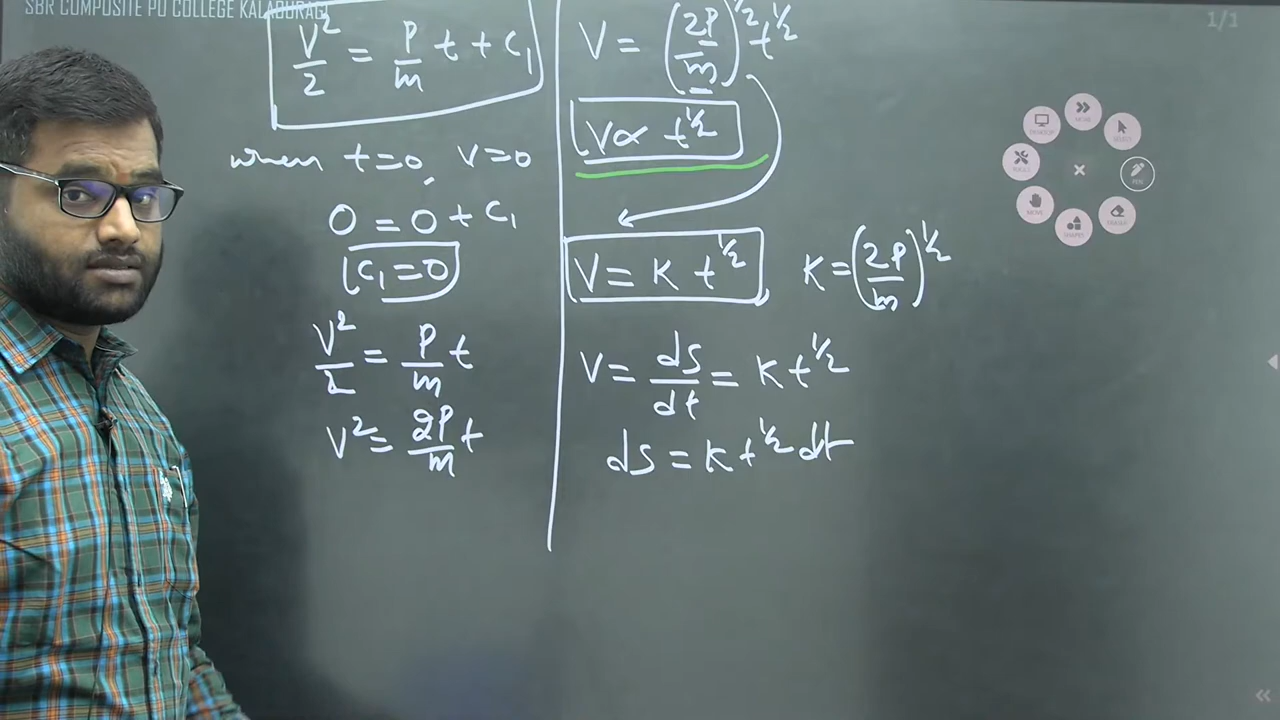 SBR COMPOSITE PU COLLEGE KALABURAGI
1/1
V²/2 = P/m t + C₁
when t=0, v=0
0 = 0 + C₁
C₁=0
V²/2 = P/m t
V² = 2P/m t
V = (2P/m)^½ t^½
V ∝ t^½
V = K t^½ K = (2P/m)^½
V = ds/dt = K t^½
ds = K t^½ dt